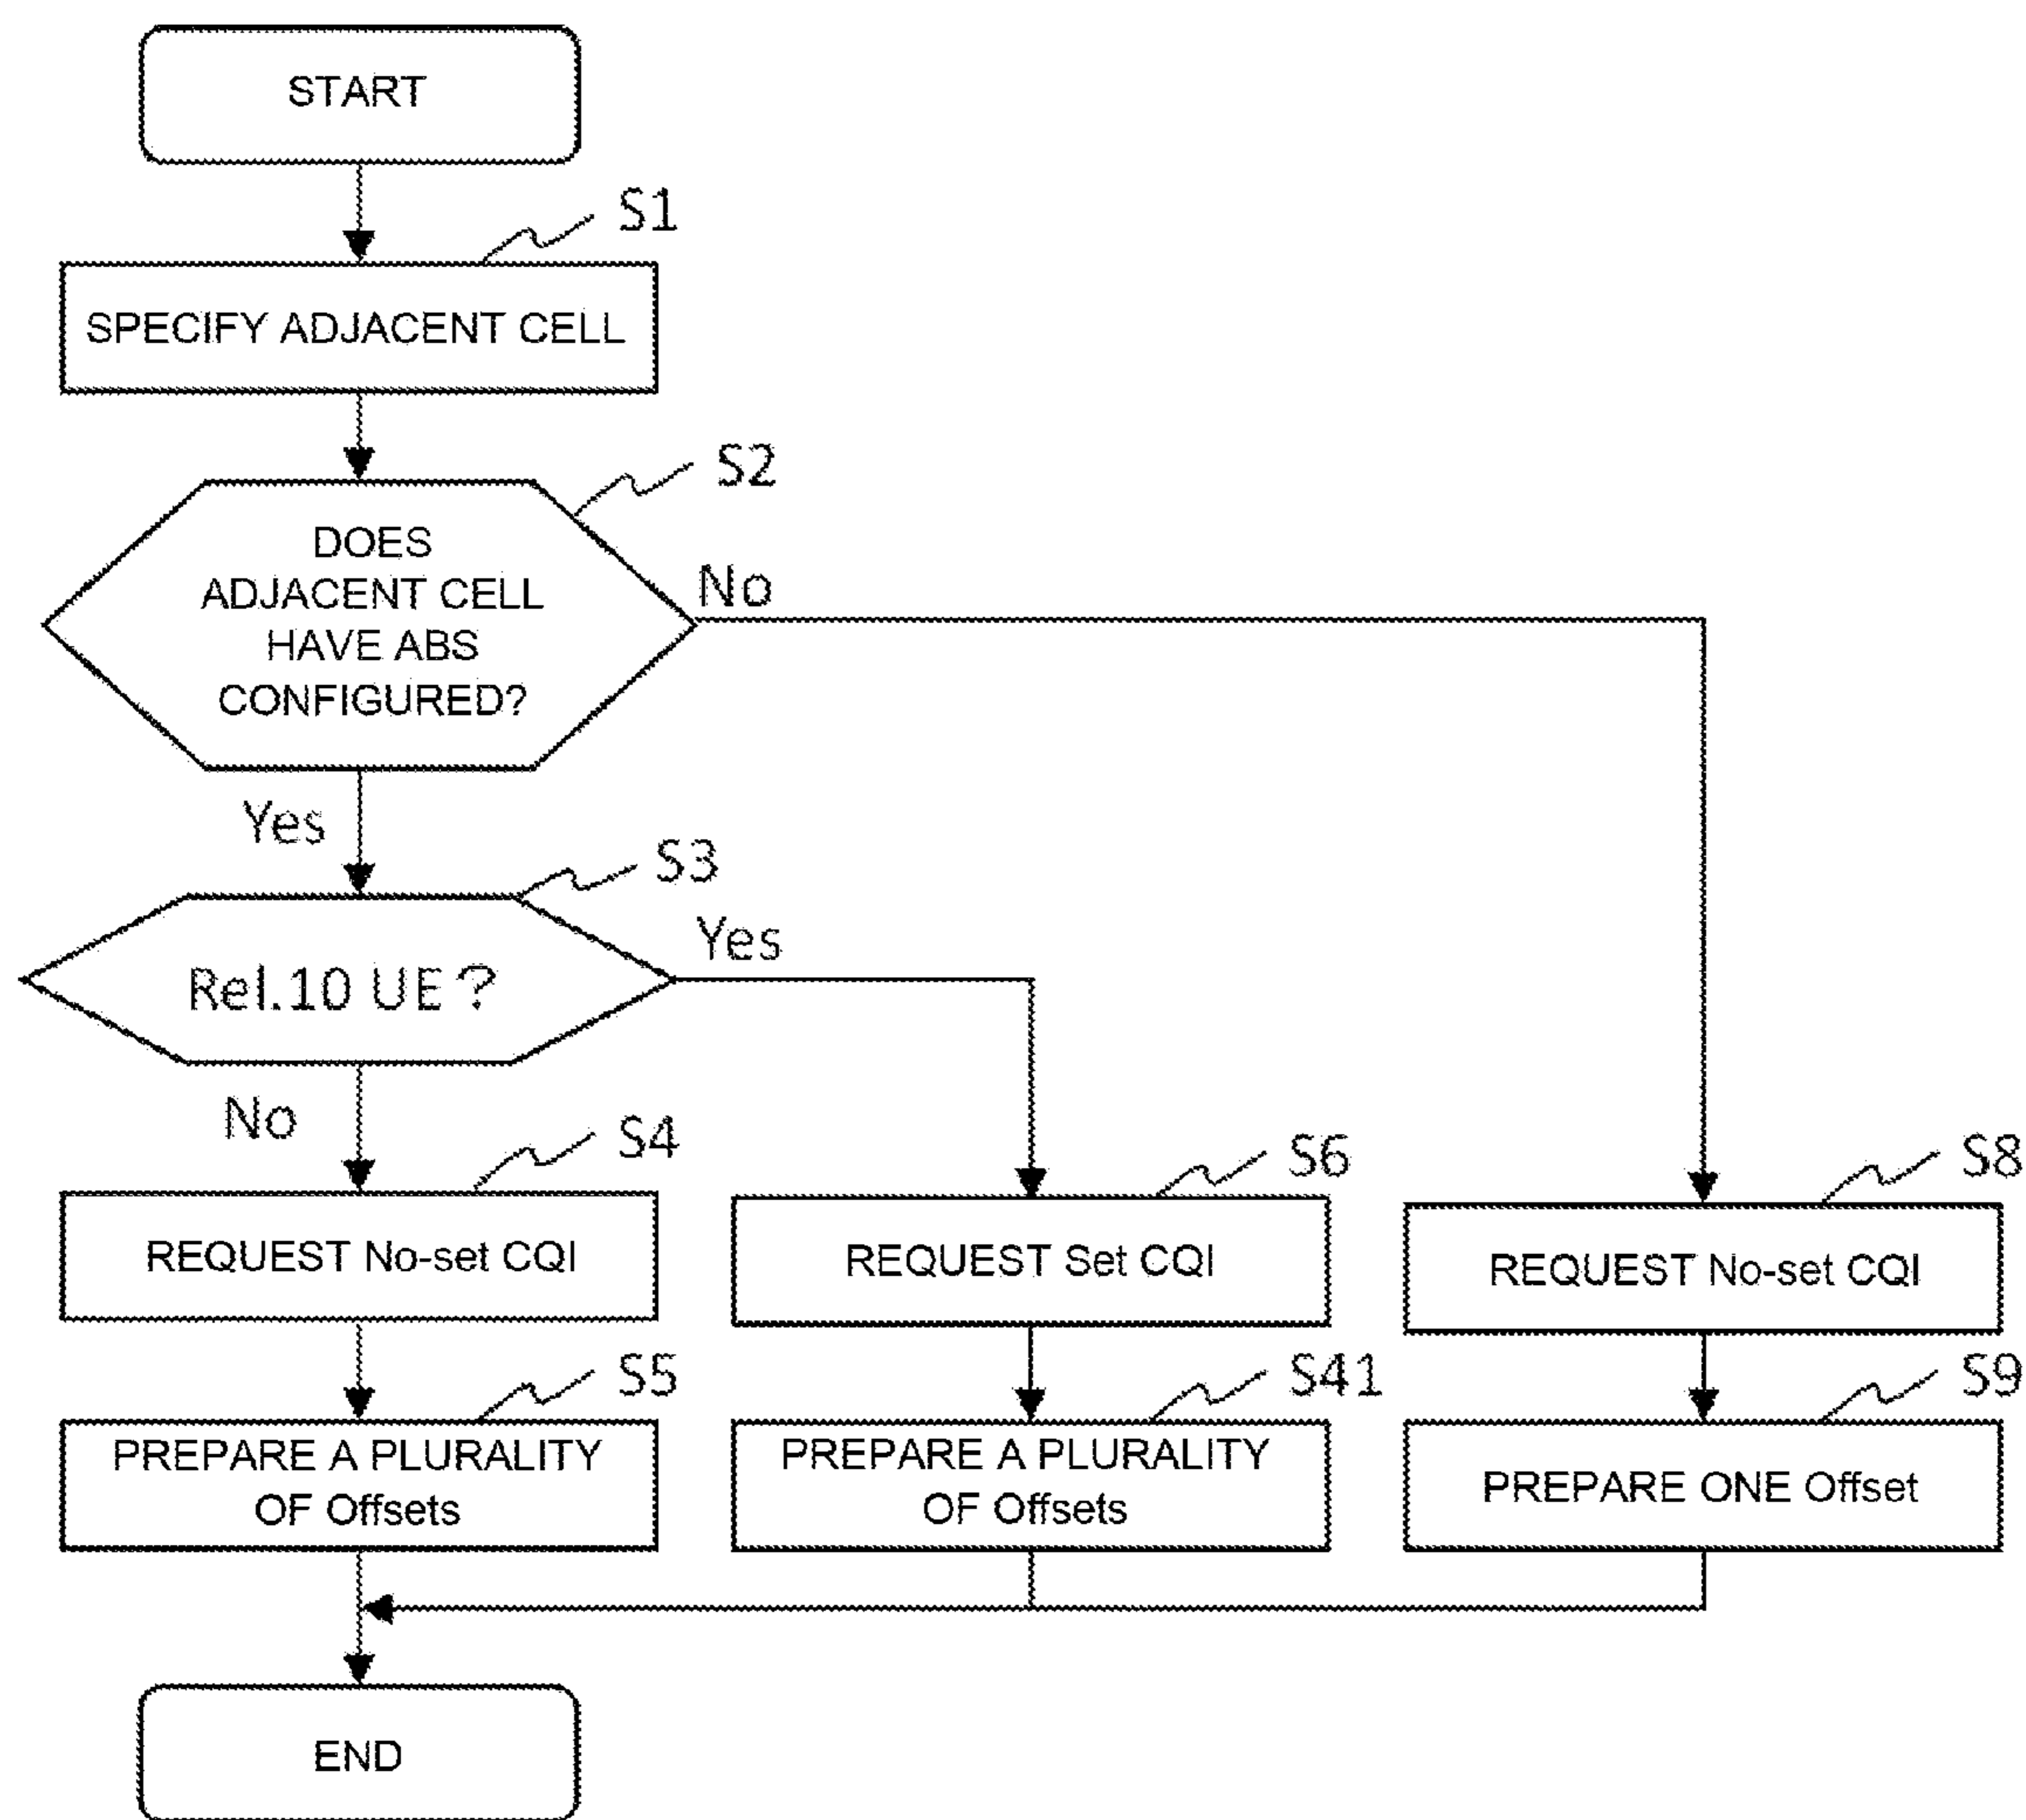 START
S1
SPECIFY ADJACENT CELL
S2
DOES
ADJACENT CELL
HAVE ABS
CONFIGURED?
No
Yes
S3
Rel.10 UE?
Yes
No
S4
REQUEST No-set CQI
S6
REQUEST Set CQI
S8
REQUEST No-set CQI
S5
PREPARE A PLURALITY
OF Offsets
S41
PREPARE A PLURALITY
OF Offsets
S9
PREPARE ONE Offset
END